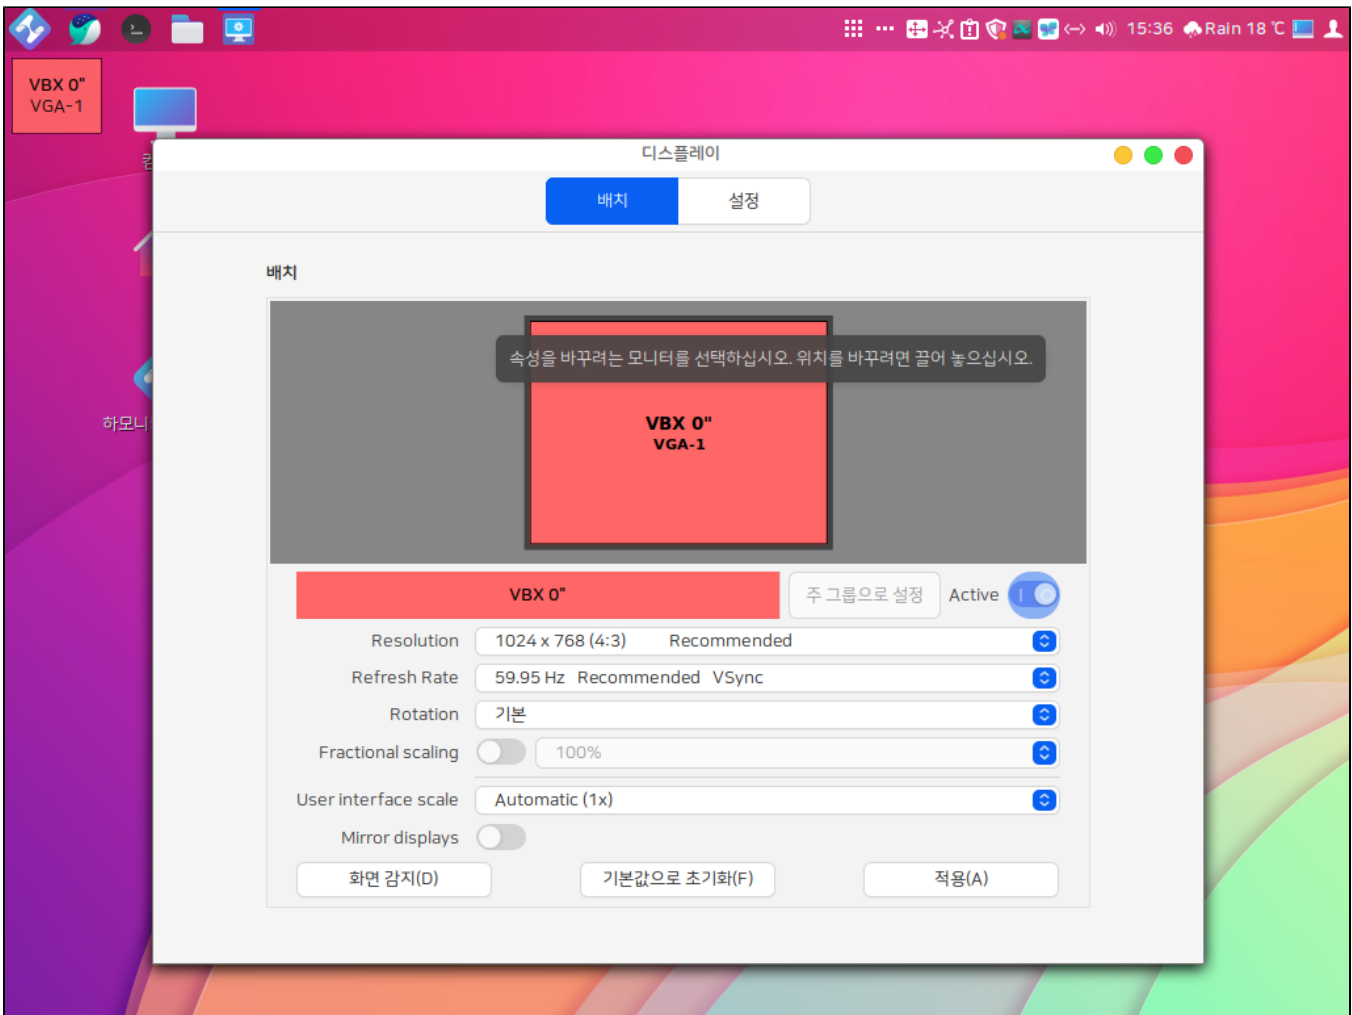 15:36 Rain 18 ℃
VBX 0"
VGA-1
디스플레이
배치 설정
배치
속성을 바꾸려는 모니터를 선택하십시오. 위치를 바꾸려면 끌어 놓으십시오.
VBX 0"
VGA-1
VBX 0" 주 그룹으로 설정 Active
Resolution 1024 x 768 (4:3) Recommended
Refresh Rate 59.95 Hz Recommended VSync
Rotation 기본
Fractional scaling 100%
User interface scale Automatic (1x)
Mirror displays
화면 감지(D) 기본값으로 초기화(F) 적용(A)
하모니